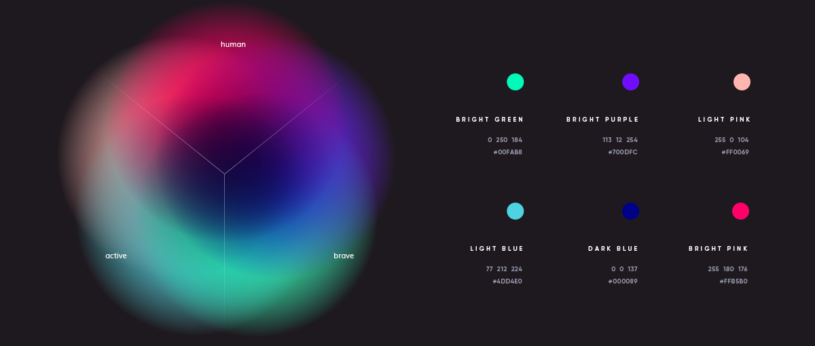 human
active
brave
BRIGHT GREEN
0 250 184
#00FAB8
BRIGHT PURPLE
113 12 254
#700DFC
LIGHT PINK
255 0 104
#FF0069
LIGHT BLUE
77 212 224
#4DD4E0
DARK BLUE
0 0 137
#000089
BRIGHT PINK
255 180 176
#FFB5B0